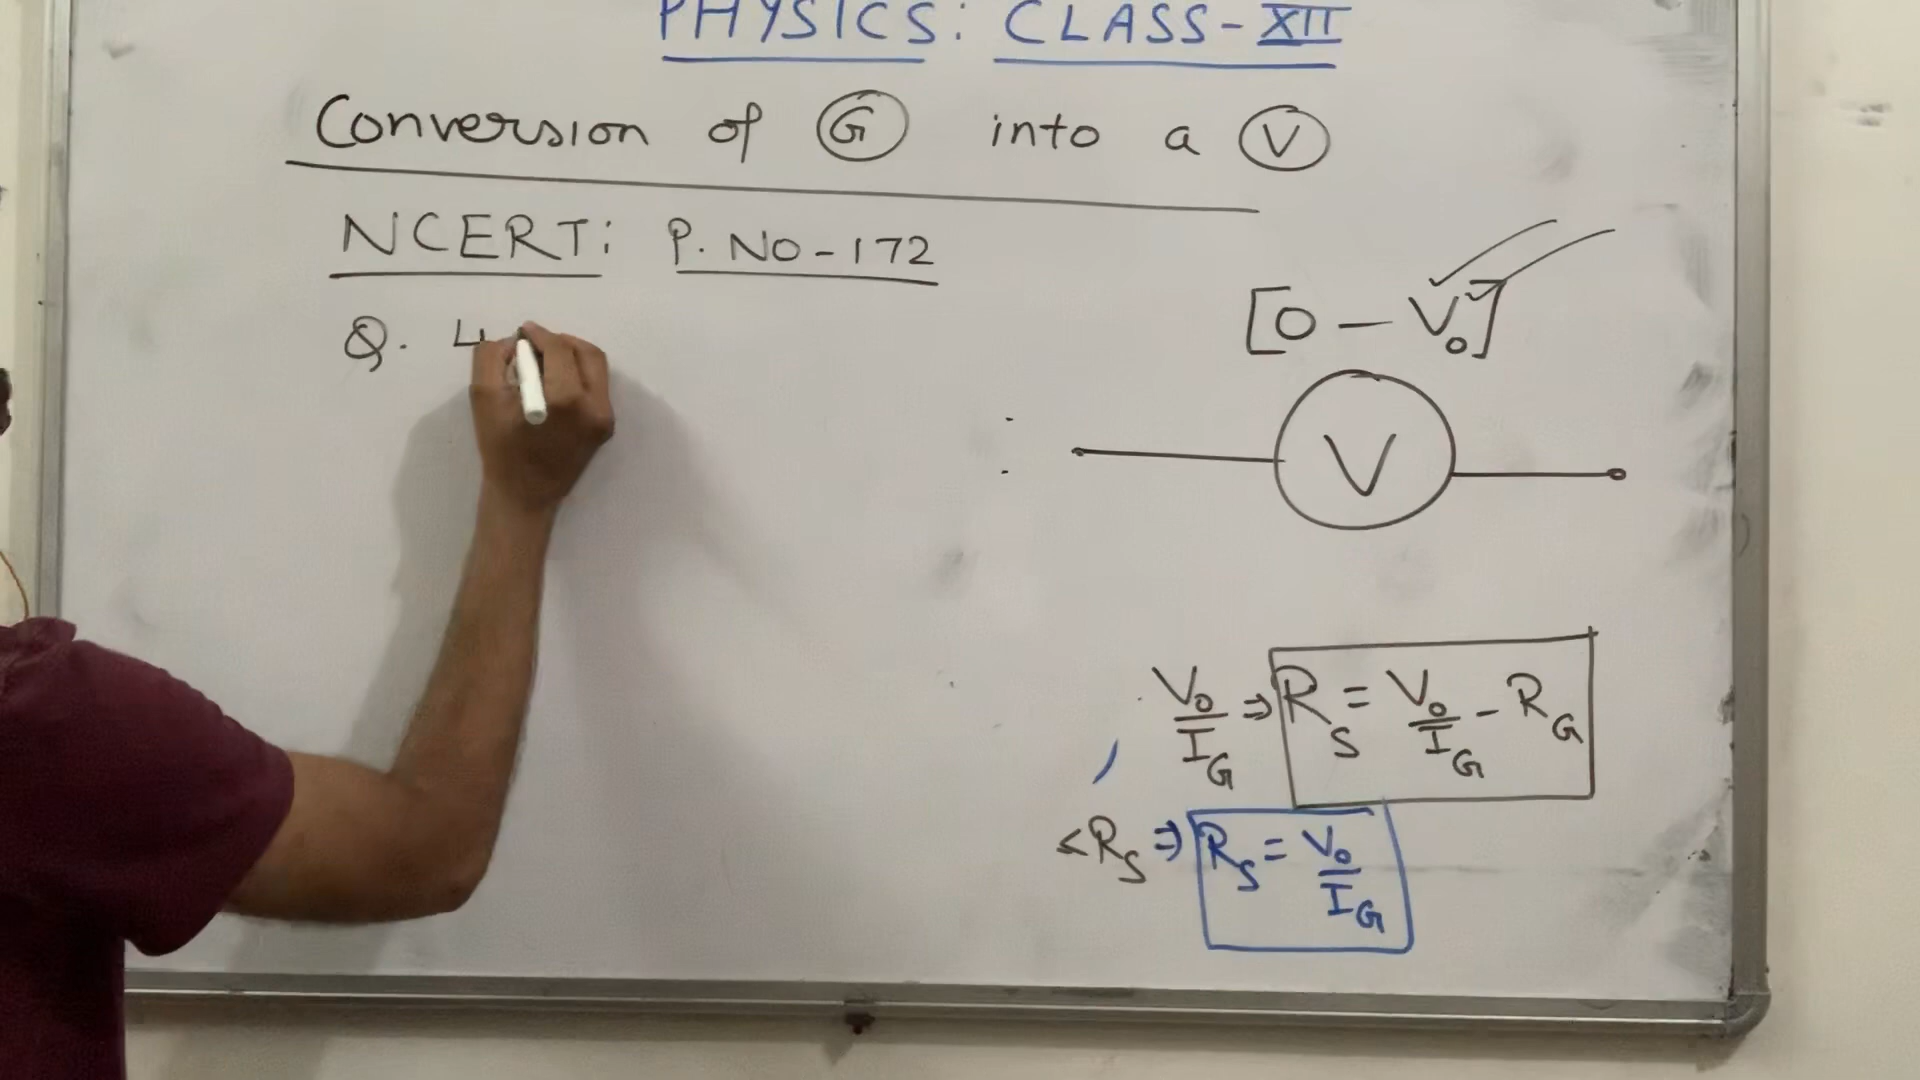 PHYSICS: CLASS-XII
Conversion of G into a V
NCERT: P. NO-172
Q. 4
[0 - V₀]
V
V₀/I_G ⇒ R_S = V₀/I_G - R_G
<R_S ⇒ R_S = V₀/I_G